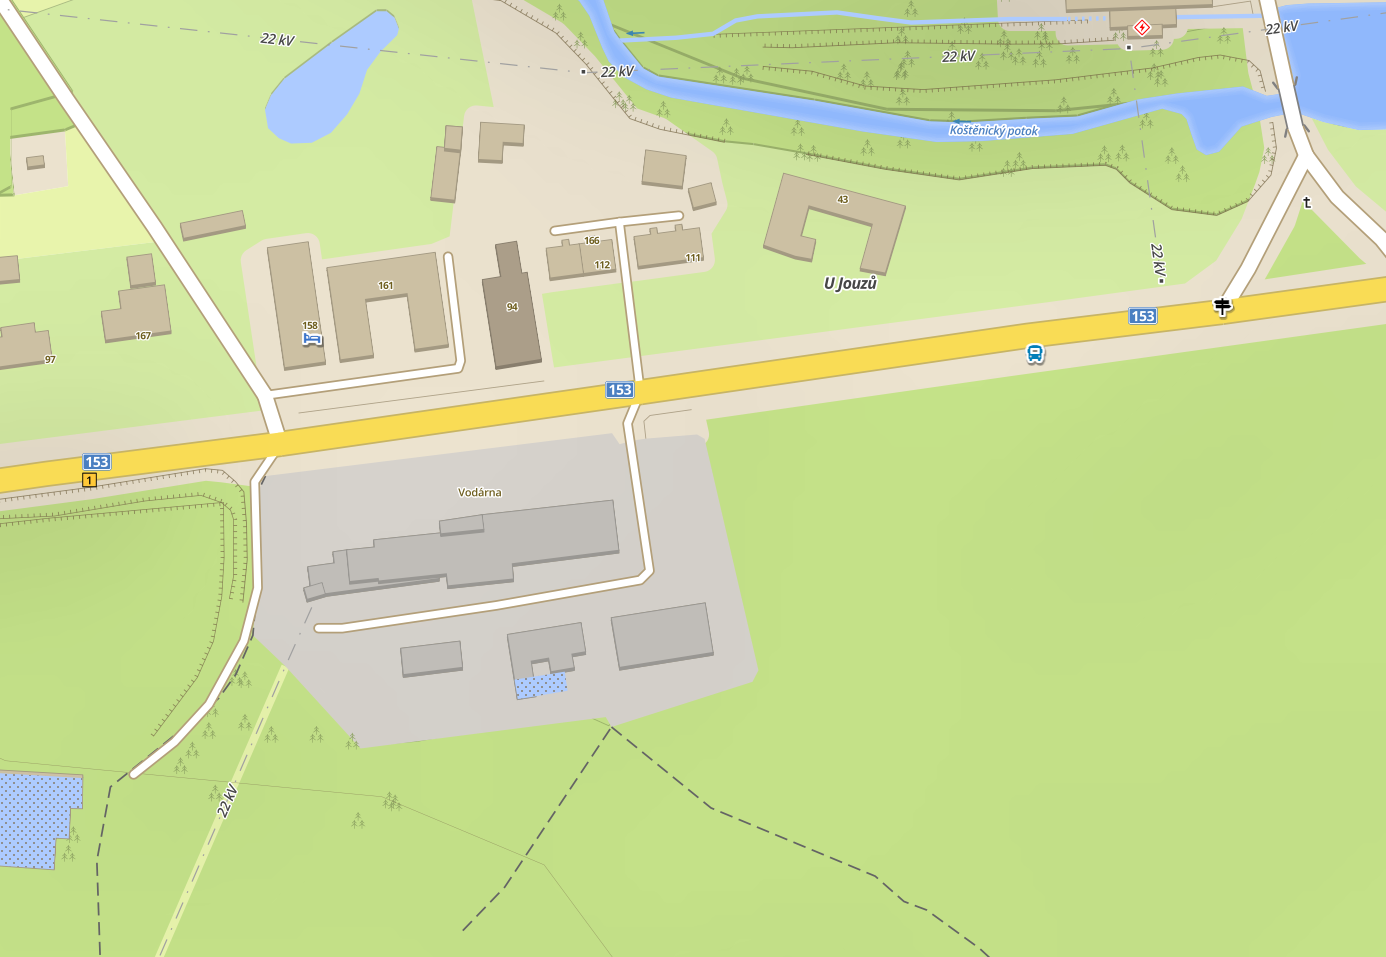 22 kV
22 kV
22 kV
22 kV
Koštěnický potok
43
t
166
112
111
22 kV
161
U Jouzů
94
153
158
167
97
153
153
1
Vodárna
22 kV